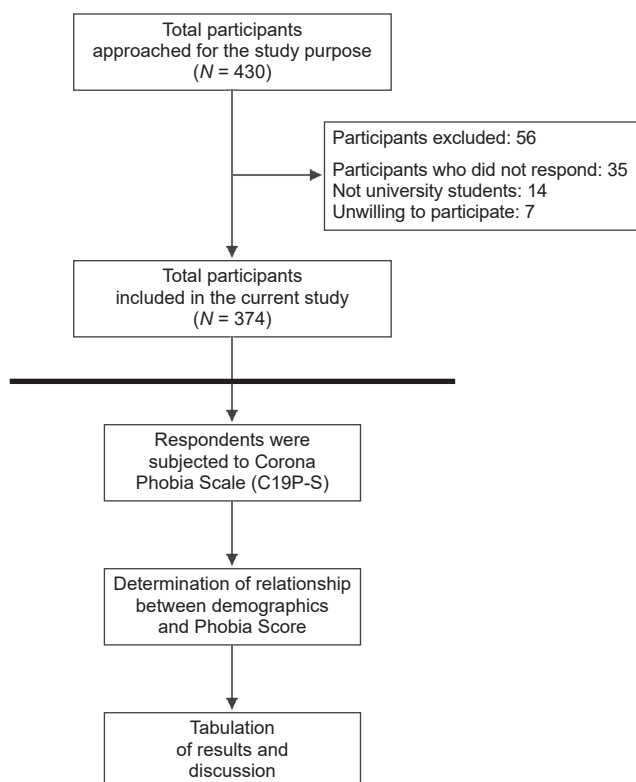 Total participants
approached for the study purpose
(N = 430)
Participants excluded: 56
Participants who did not respond: 35
Not university students: 14
Unwilling to participate: 7
Total participants
included in the current study
(N = 374)
Respondents were
subjected to Corona
Phobia Scale (C19P-S)
Determination of relationship
between demographics
and Phobia Score
Tabulation
of results and
discussion